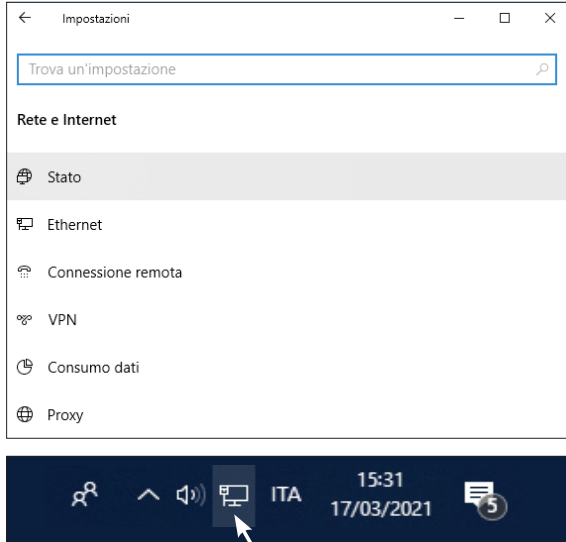 Impostazioni
Trova un'impostazione
Rete e Internet
Stato
Ethernet
Connessione remota
VPN
Consumo dati
Proxy
ITA
15:31
17/03/2021
5